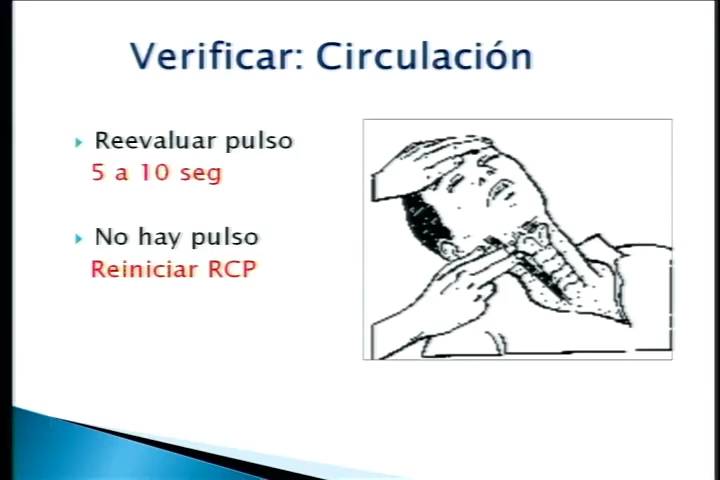 Verificar: Circulación
Reevaluar pulso
5 a 10 seg
No hay pulso
Reiniciar RCP